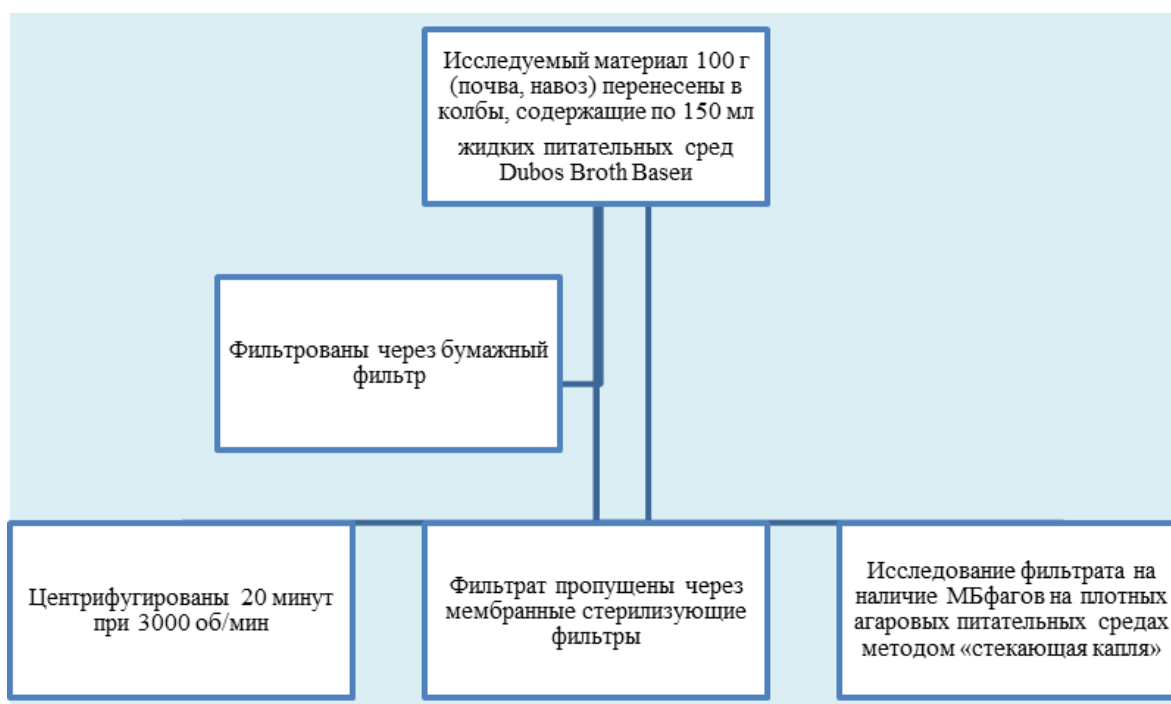 Исследуемый материал 100 г
(почва, навоз) перенесены в
колбы, содержащие по 150 мл
жидких питательных сред
Dubos Broth Baseи
Фильтрованы через бумажный
фильтр
Центрифугированы 20 минут
при 3000 об/мин
Фильтрат пропущены через
мембранные стерилизующие
фильтры
Исследование фильтрата на
наличие МБфагов на плотных
агаровых питательных средах
методом «стекающая капля»